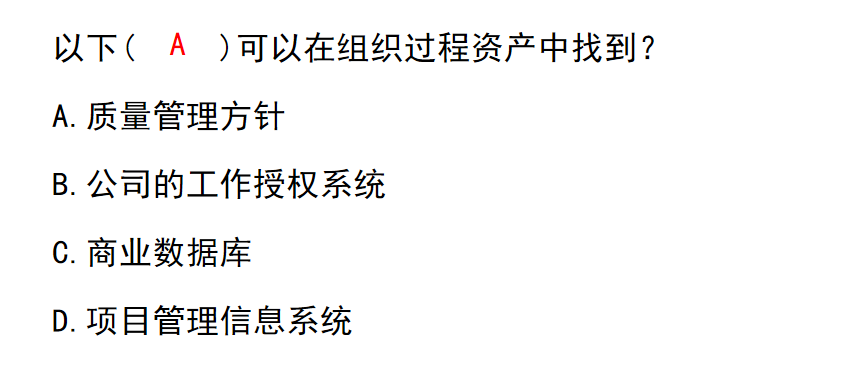 以下( A )可以在组织过程资产中找到?
A.质量管理方针
B.公司的工作授权系统
C.商业数据库
D.项目管理信息系统